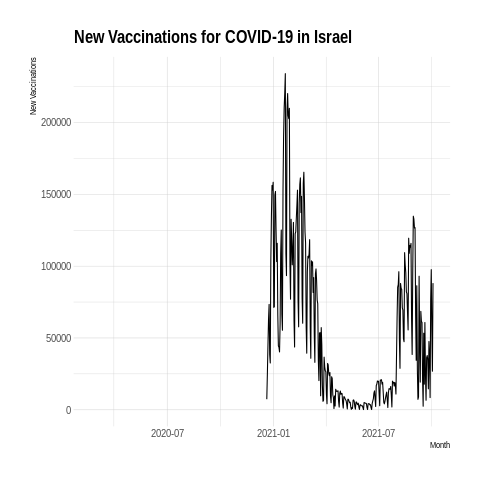 New Vaccinations for COVID-19 in Israel
New Vaccinations
200000
150000
100000
50000
0
2020-07 2021-01 2021-07
Month